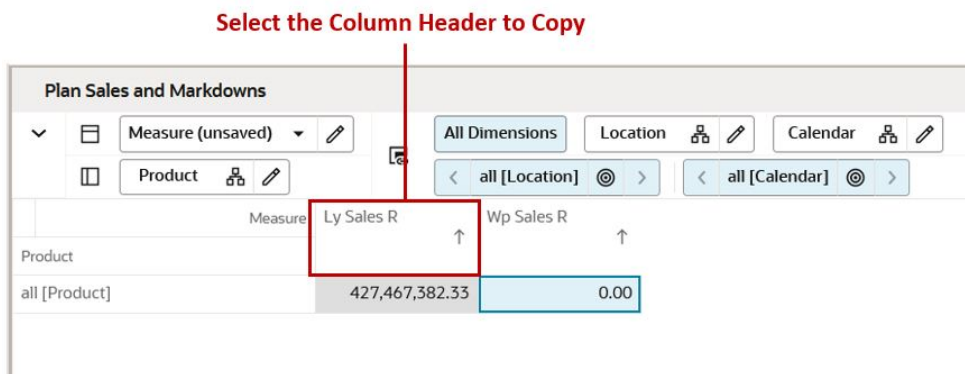 Select the Column Header to Copy
Plan Sales and Markdowns
Measure (unsaved) All Dimensions Location Calendar
Product all [Location] all [Calendar]
Measure Ly Sales R Wp Sales R
Product
all [Product] 427,467,382.33 0.00